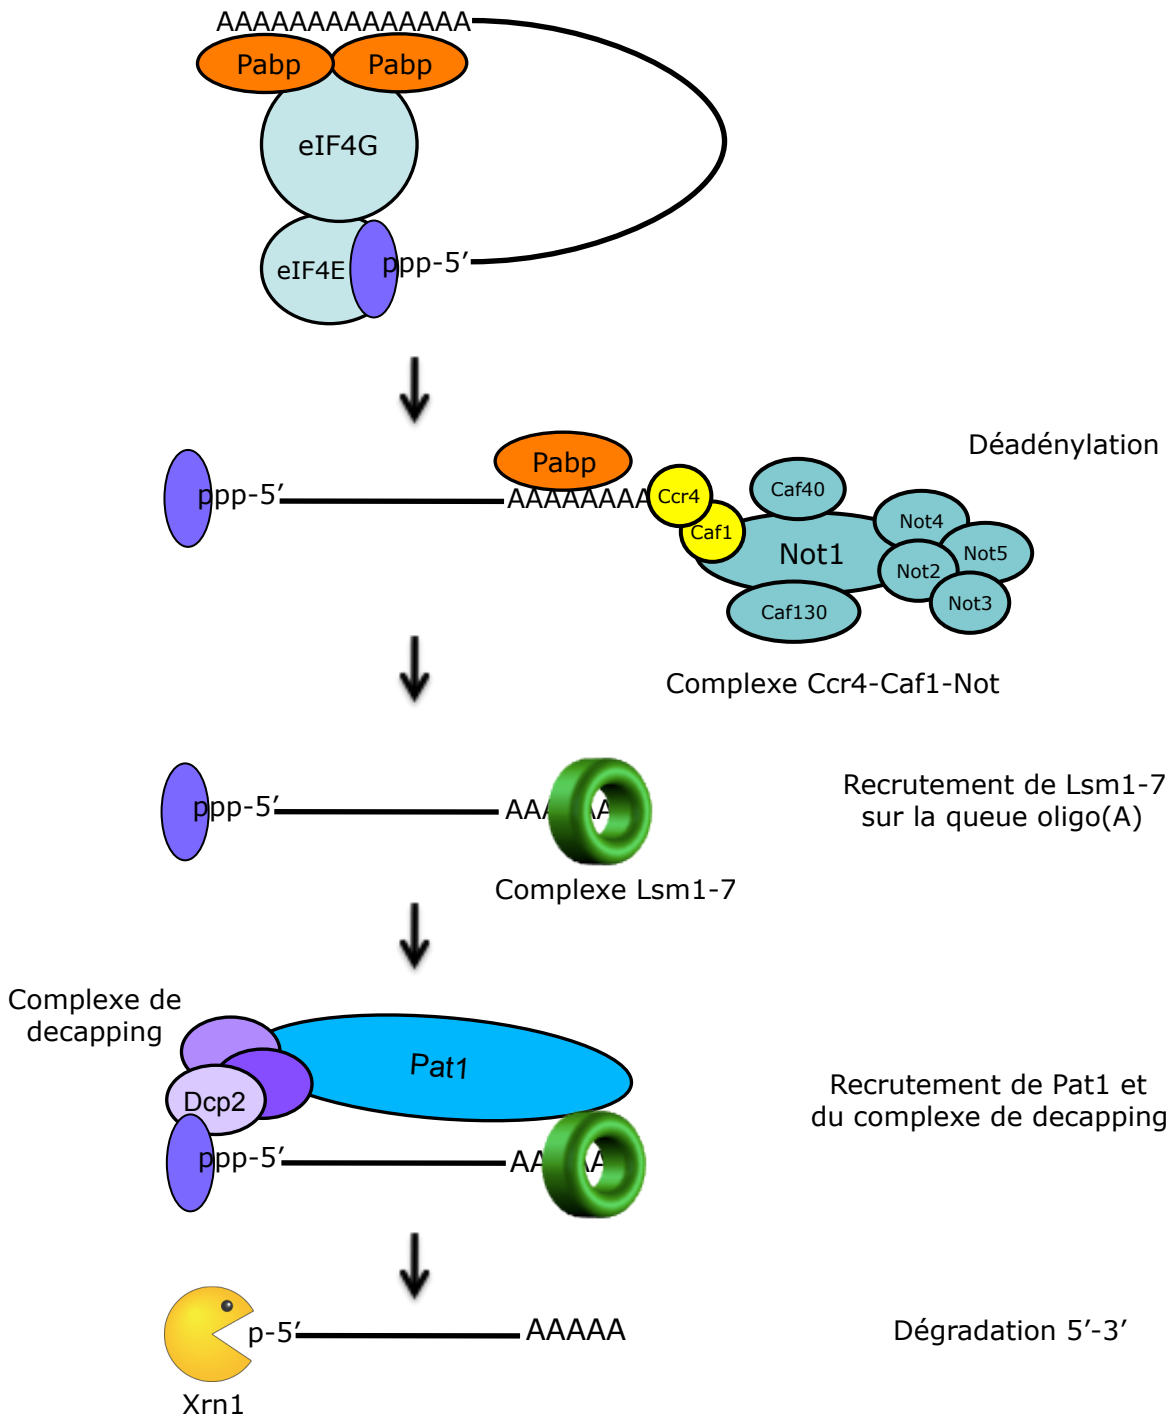 AAAAAAAAAAAAAA
Pabp Pabp
eIF4G
eIF4E ppp-5′
Déadénylation
Pabp
ppp-5′ AAAAAAAA Ccr4 Caf40
Caf1 Not1 Not4
Not5
Not2
Not3
Caf130
Complexe Ccr4-Caf1-Not
Recrutement de Lsm1-7
sur la queue oligo(A)
ppp-5′ AAAAA
Complexe Lsm1-7
Complexe de
decapping
Pat1
Dcp2
Recrutement de Pat1 et
du complexe de decapping
ppp-5′ AAAAA
p-5′ AAAAA
Dégradation 5′-3′
Xrn1